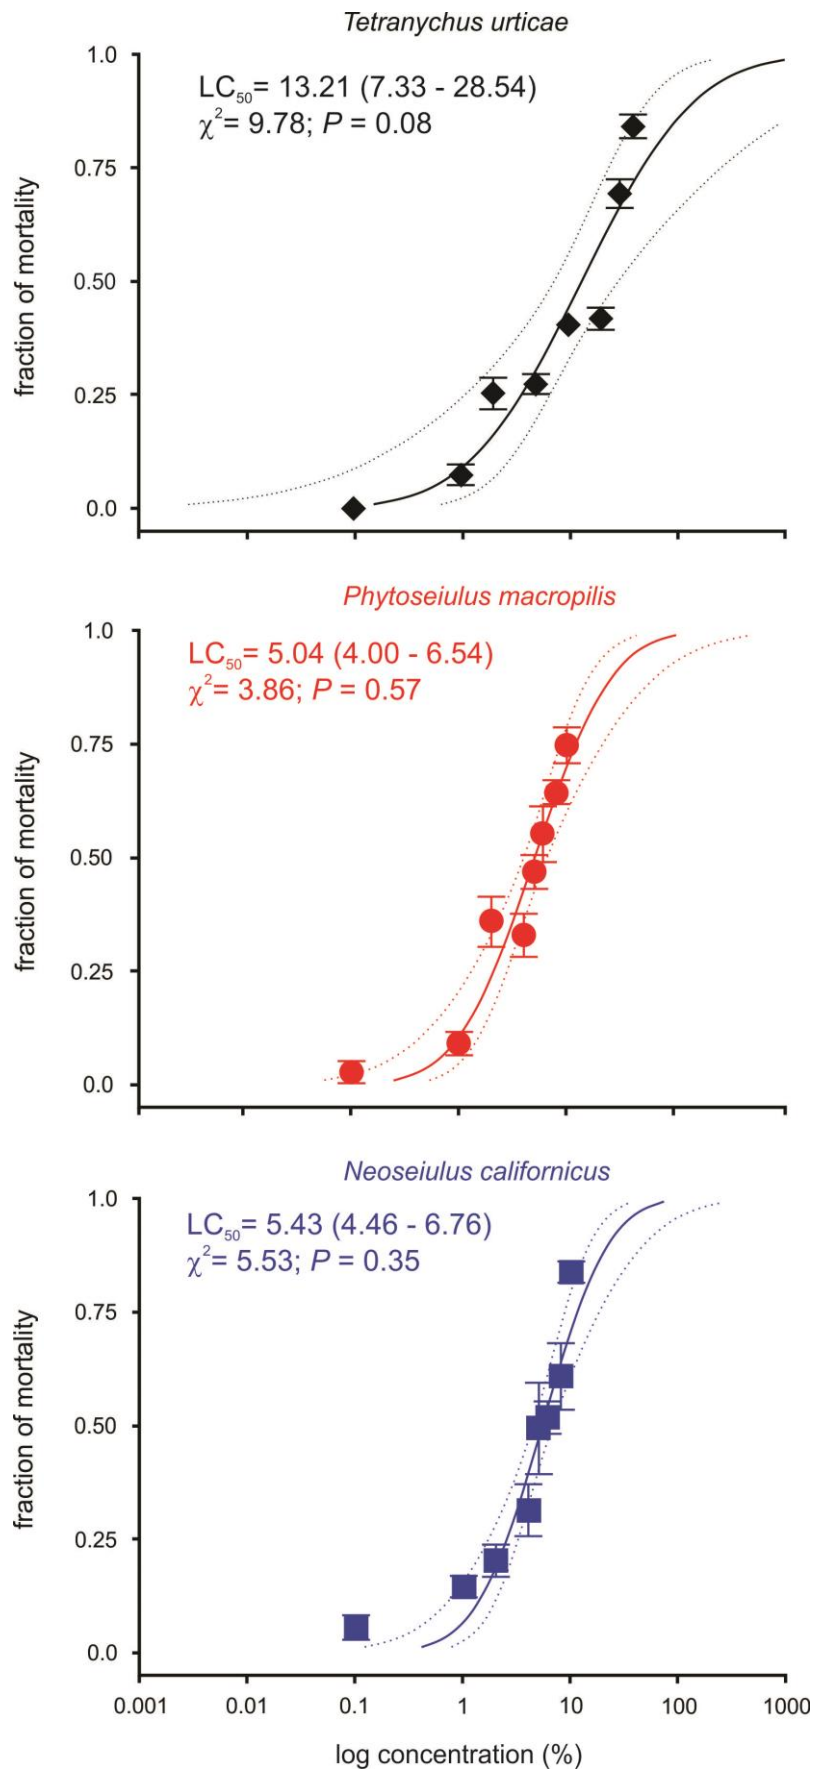 Tetranychus urticae
LC50= 13.21 (7.33 - 28.54)
χ2= 9.78; P = 0.08
1.0
0.75
0.50
0.25
0.0
fraction of mortality
Phytoseiulus macropilis
LC50= 5.04 (4.00 - 6.54)
χ2= 3.86; P = 0.57
1.0
0.75
0.50
0.25
0.0
fraction of mortality
Neoseiulus californicus
LC50= 5.43 (4.46 - 6.76)
χ2= 5.53; P = 0.35
1.0
0.75
0.50
0.25
0.0
fraction of mortality
0.001 0.01 0.1 1 10 100 1000
log concentration (%)